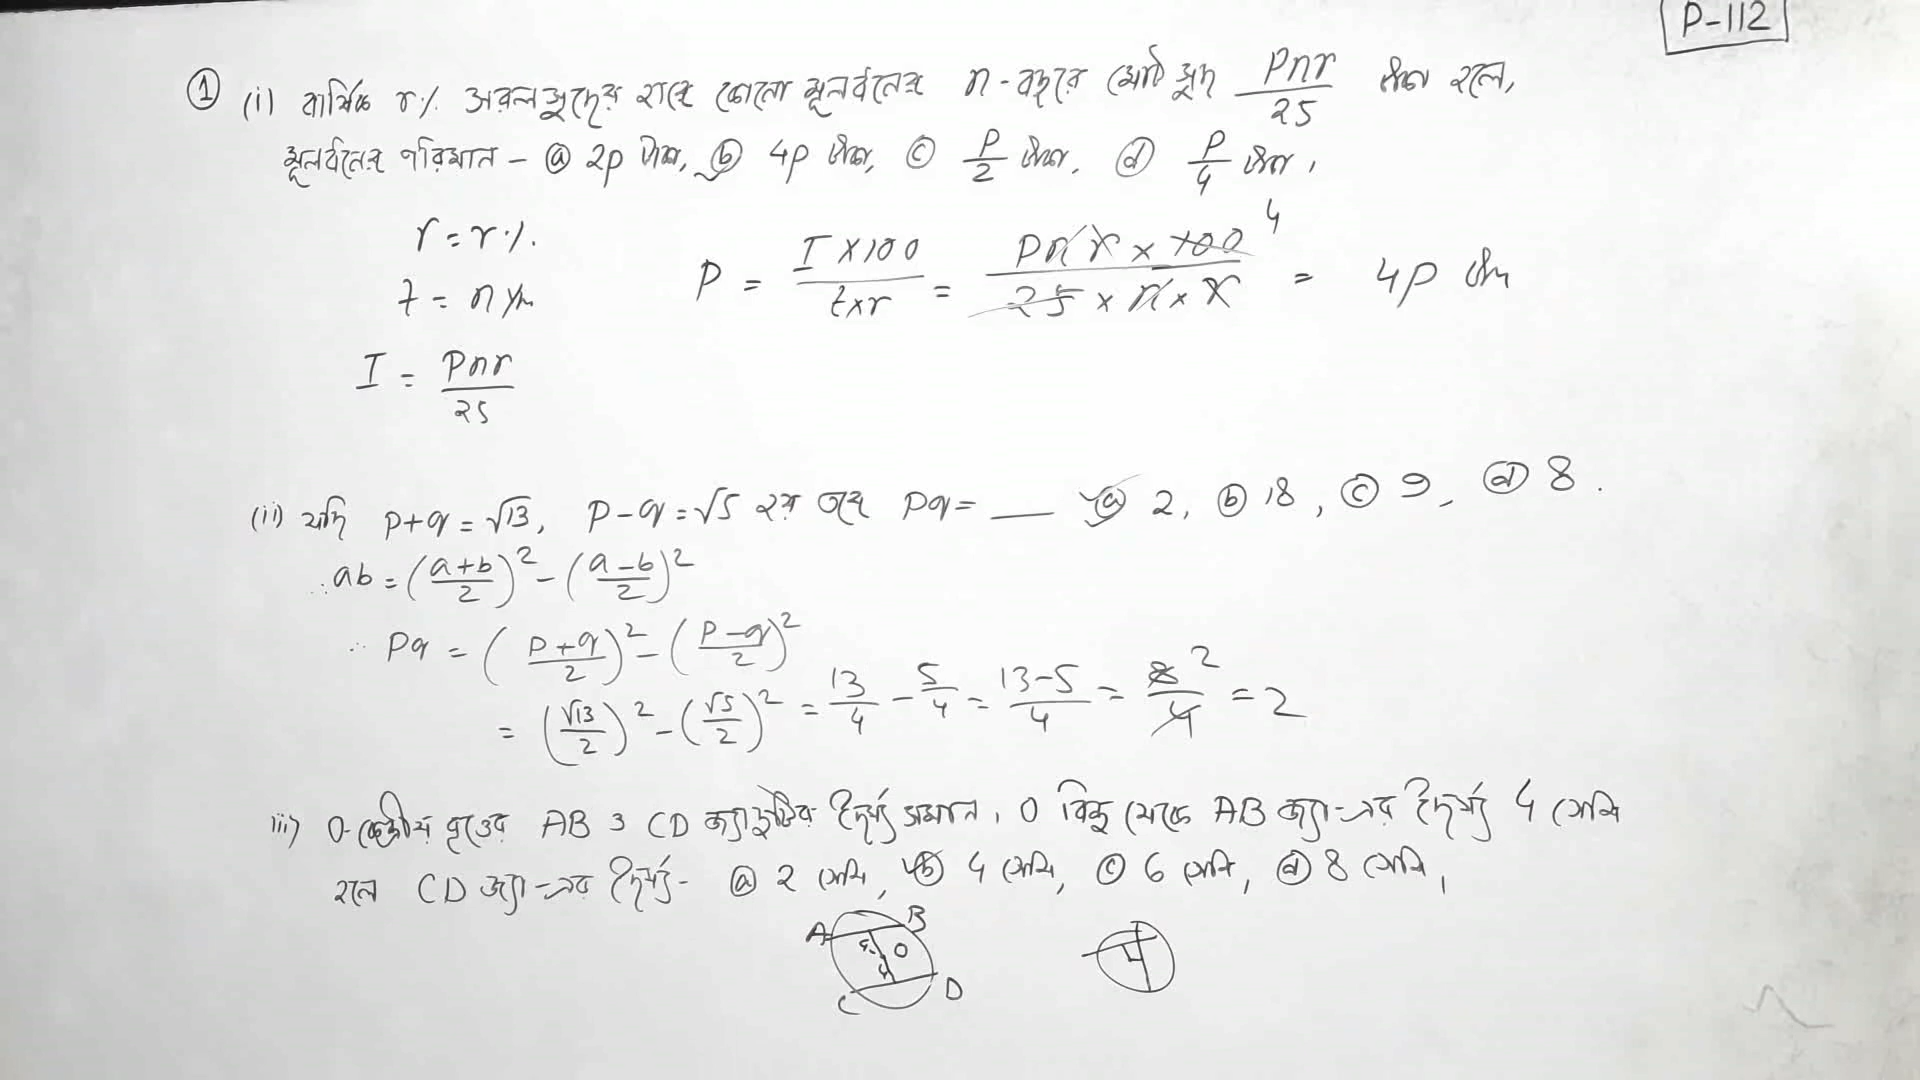 P-112
① (i) বার্ষিক r% সরলসুদের হারে কোনো মূলধনের n-বছরে মোট সুদ Pnr/25 টাকা হলে,
মূলধনের পরিমান - ⓐ 2p টাকা, ⓑ 4p টাকা, ⓒ P/2 টাকা, ⓓ P/4 টাকা।
r = r%.
t = n
I = Pnr/25
P = I×100/t×r = Pnr×100/25×n×r 4 = 4p টাকা
(ii) যদি p+q = √13, p-q = √5 হয় তবে pq = __ ⓐ 2, ⓑ 18, ⓒ 9, ⓓ 8.
∴ ab = (a+b/2)² - (a-b/2)²
∴ pq = (p+q/2)² - (p-q/2)²
= (√13/2)² - (√5/2)² = 13/4 - 5/4 = 13-5/4 = 8/4 2 = 2
iii) O-কেন্দ্রীয় বৃত্তের AB ও CD জ্যা দুটির দৈর্ঘ্য সমান। O বিন্দু থেকে AB জ্যা-এর দৈর্ঘ্য 4 সেমি
হলে CD জ্যা-এর দৈর্ঘ্য - ⓐ 2 সেমি, ⓑ 4 সেমি, ⓒ 6 সেমি, ⓓ 8 সেমি,
A B
O
C D